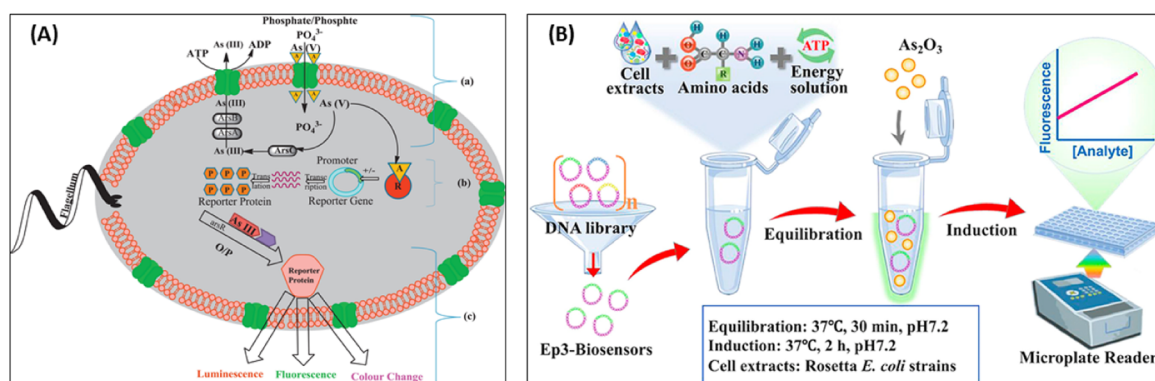 (A)
Phosphate/Phosphte
PO₄³⁻
As (V)
ATP
As (III)
ADP
A
A
(a)
A
A
As (III)
ArsB
ArsA
As (V)
PO₄³⁻
As (III)
ArsC
Promoter
+/-
A
R
(b)
P P P
P P P
Trans
lation
Transc
ription
Reporter Protein
Reporter Gene
Flagellum
As III
arsR
O/P
Reporter
Protein
(c)
Luminescence
Fluorescence
Colour Change
(B)
Cell
extracts
+
H
O
O
C
C
N
H
H
H
R
Amino acids
+
ATP
Energy
solution
As₂O₃
Fluorescence
[Analyte]
n
DNA library
Equilibration
Induction
Ep3-Biosensors
Equilibration: 37℃, 30 min, pH7.2
Induction: 37℃, 2 h, pH7.2
Cell extracts: Rosetta E. coli strains
Microplate Reader